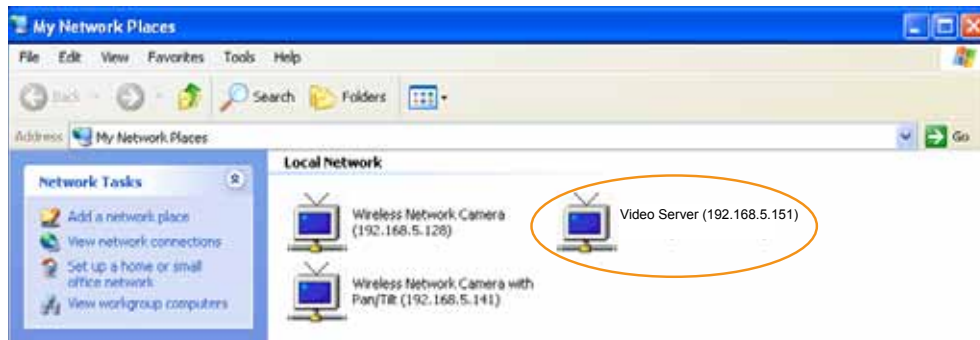 My Network Places
File Edit View Favorites Tools Help
Back Search Folders
Address My Network Places Go
Local Network
Network Tasks
Add a network place
View network connections
Set up a home or small
office network
View workgroup computers
Wireless Network Camera
(192.168.5.128)
Video Server (192.168.5.151)
Wireless Network Camera with
Pan/Tilt (192.168.5.141)